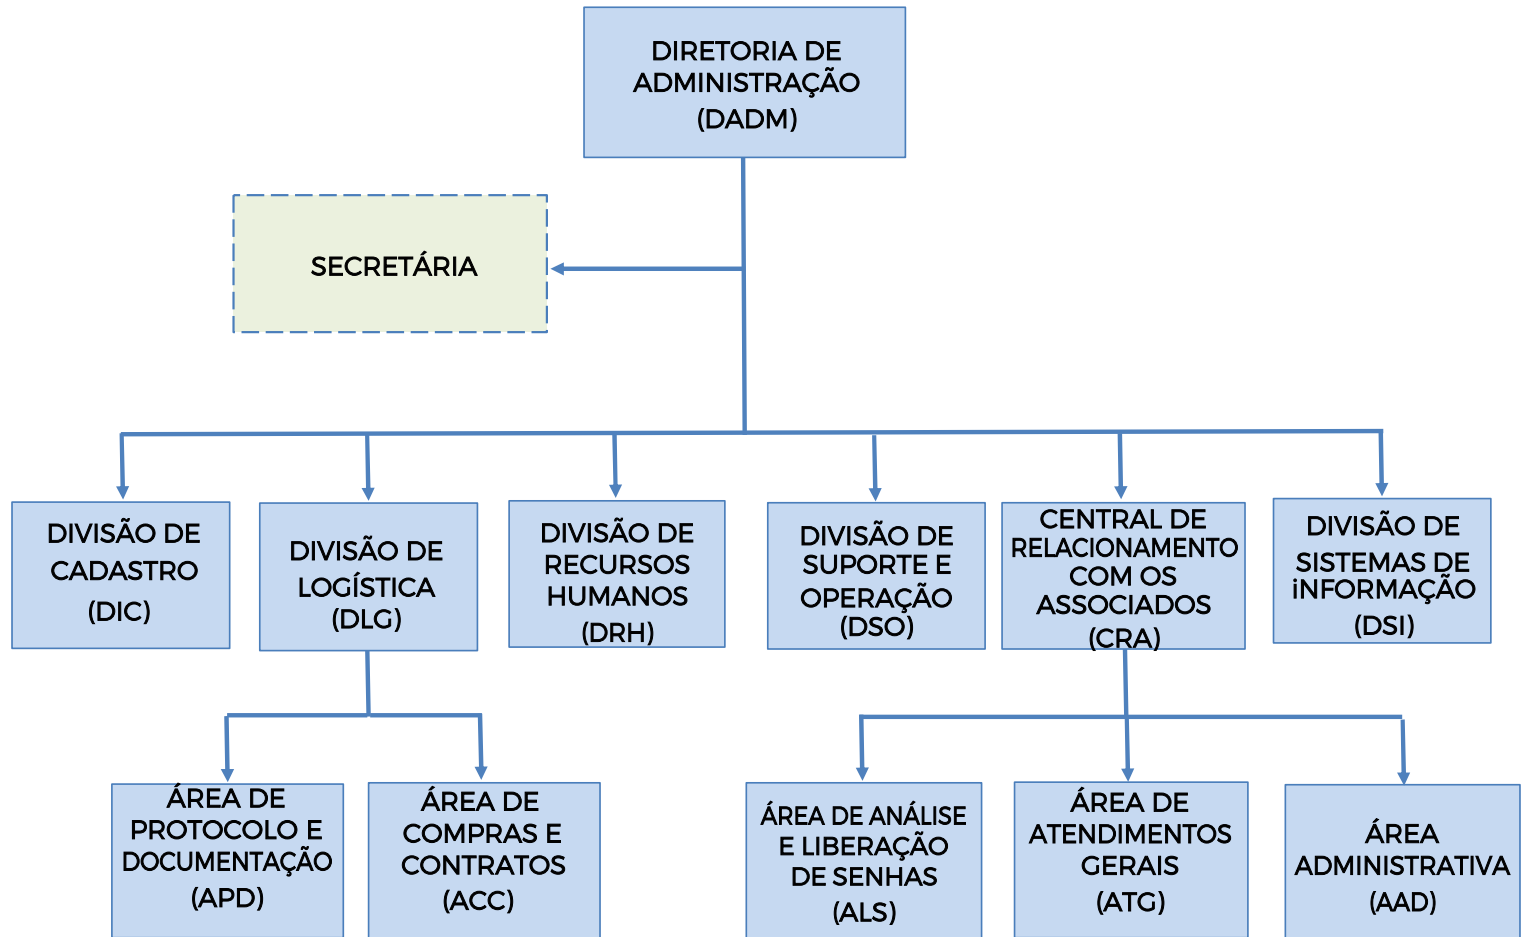 DIRETORIA DE
ADMINISTRAÇÃO
(DADM)
SECRETÁRIA
DIVISÃO DE
CADASTRO
(DIC)
DIVISÃO DE
LOGÍSTICA
(DLG)
DIVISÃO DE
RECURSOS
HUMANOS
(DRH)
DIVISÃO DE
SUPORTE E
OPERAÇÃO
(DSO)
CENTRAL DE
RELACIONAMENTO
COM OS
ASSOCIADOS
(CRA)
DIVISÃO DE
SISTEMAS DE
iNFORMAÇÃO
(DSI)
ÁREA DE
PROTOCOLO E
DOCUMENTAÇÃO
(APD)
ÁREA DE
COMPRAS E
CONTRATOS
(ACC)
ÁREA DE ANÁLISE
E LIBERAÇÃO
DE SENHAS
(ALS)
ÁREA DE
ATENDIMENTOS
GERAIS
(ATG)
ÁREA
ADMINISTRATIVA
(AAD)